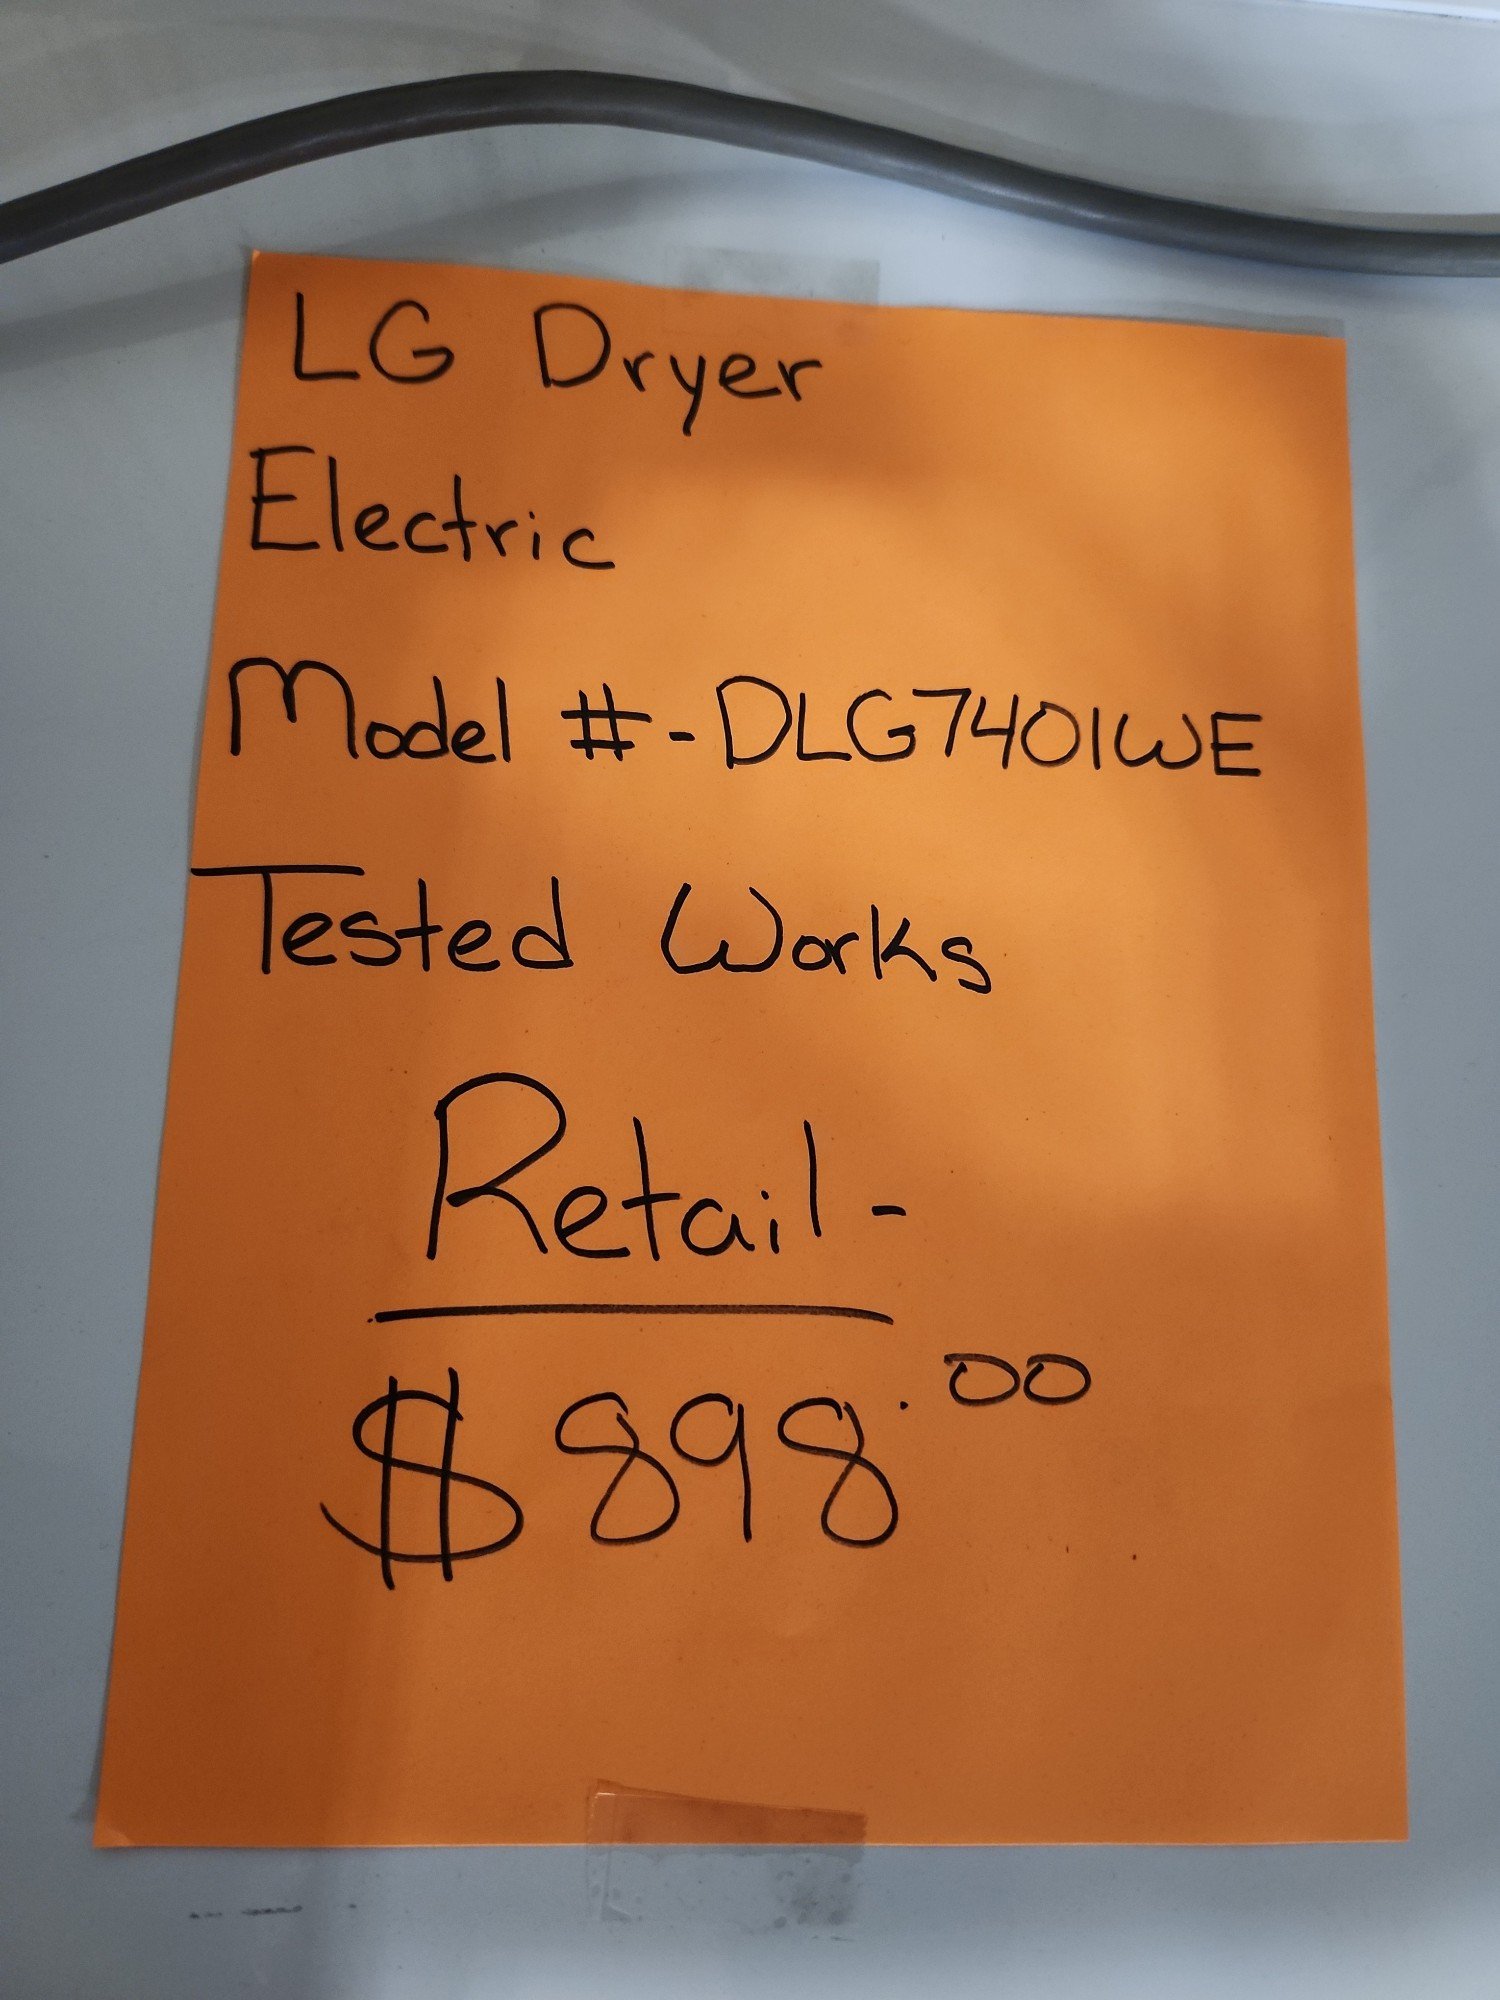 LG Dryer
Electric
Model #-DLG7401WE
Tested Works
Retail-
$898.00